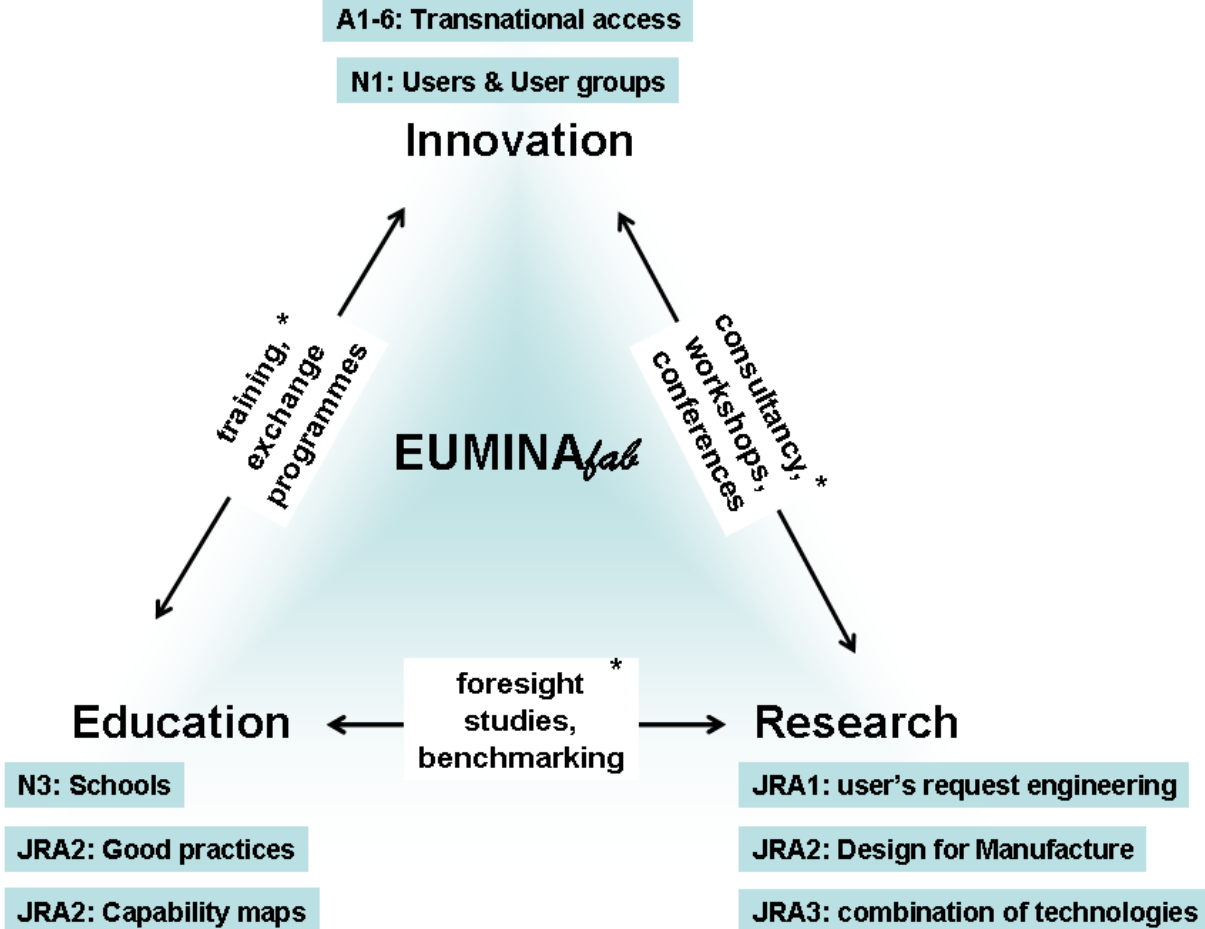 A1-6: Transnational access
N1: Users & User groups
Innovation
training, *
exchange
programmes
consultancy, *
workshops,
conferences
EUMINAfab
foresight *
studies,
benchmarking
Education
Research
N3: Schools
JRA2: Good practices
JRA2: Capability maps
JRA1: user's request engineering
JRA2: Design for Manufacture
JRA3: combination of technologies